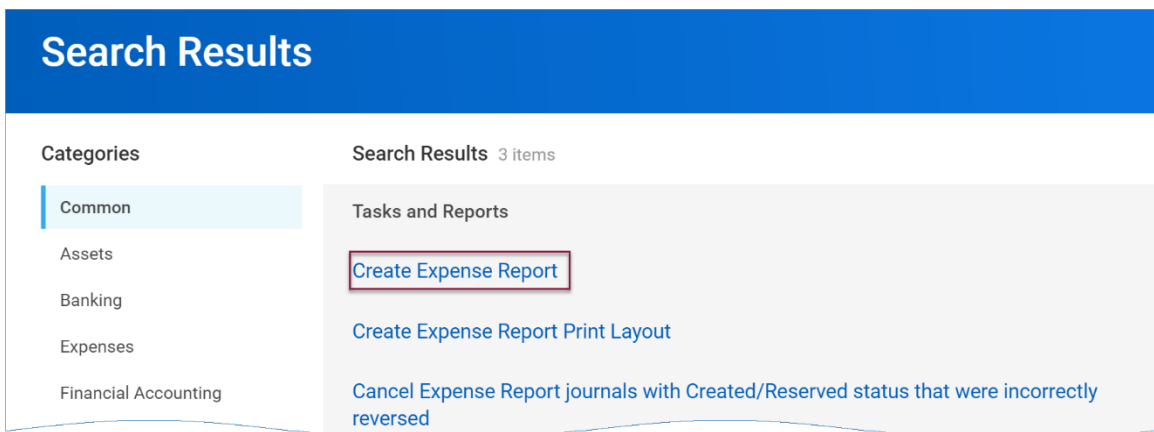 Search Results
Categories
Common
Assets
Banking
Expenses
Financial Accounting
Search Results 3 items
Tasks and Reports
Create Expense Report
Create Expense Report Print Layout
Cancel Expense Report journals with Created/Reserved status that were incorrectly
reversed